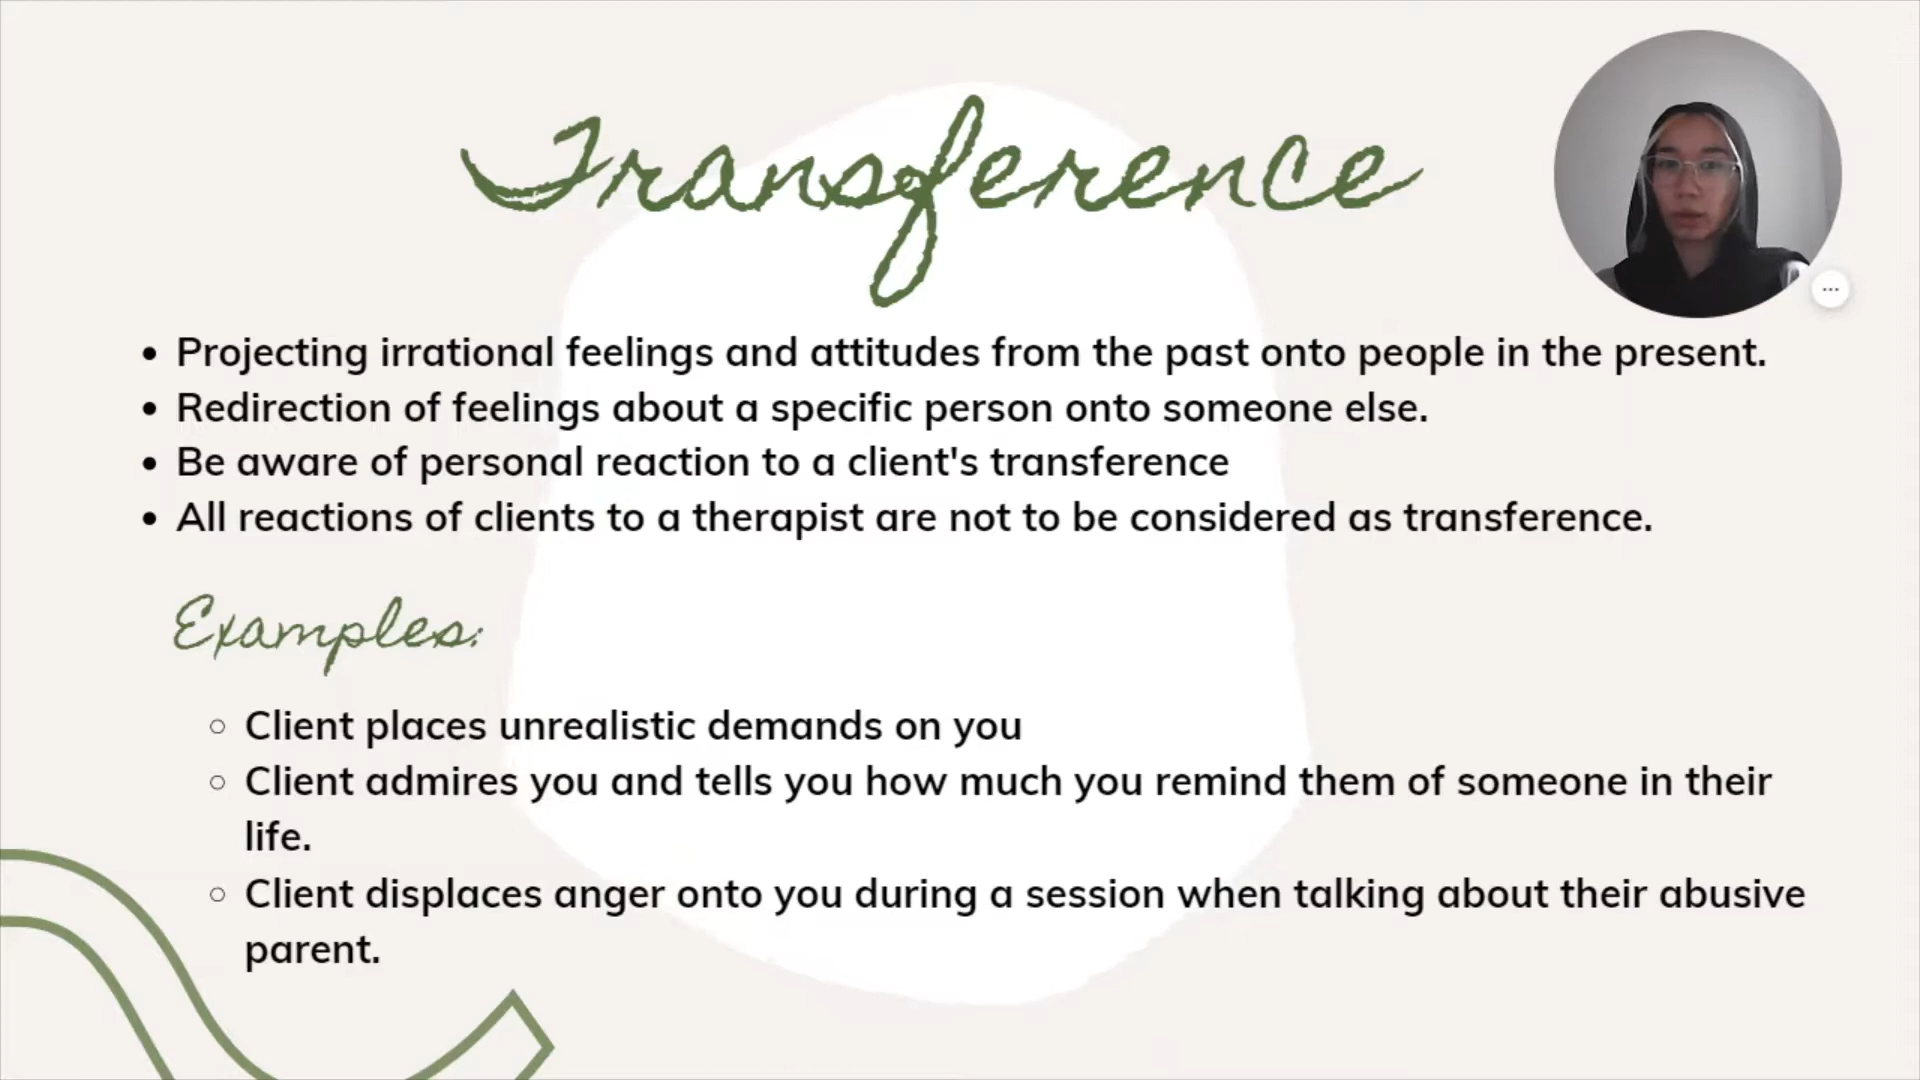 Transference
• Projecting irrational feelings and attitudes from the past onto people in the present.
• Redirection of feelings about a specific person onto someone else.
• Be aware of personal reaction to a client's transference
• All reactions of clients to a therapist are not to be considered as transference.
Examples:
○ Client places unrealistic demands on you
○ Client admires you and tells you how much you remind them of someone in their
life.
○ Client displaces anger onto you during a session when talking about their abusive
parent.